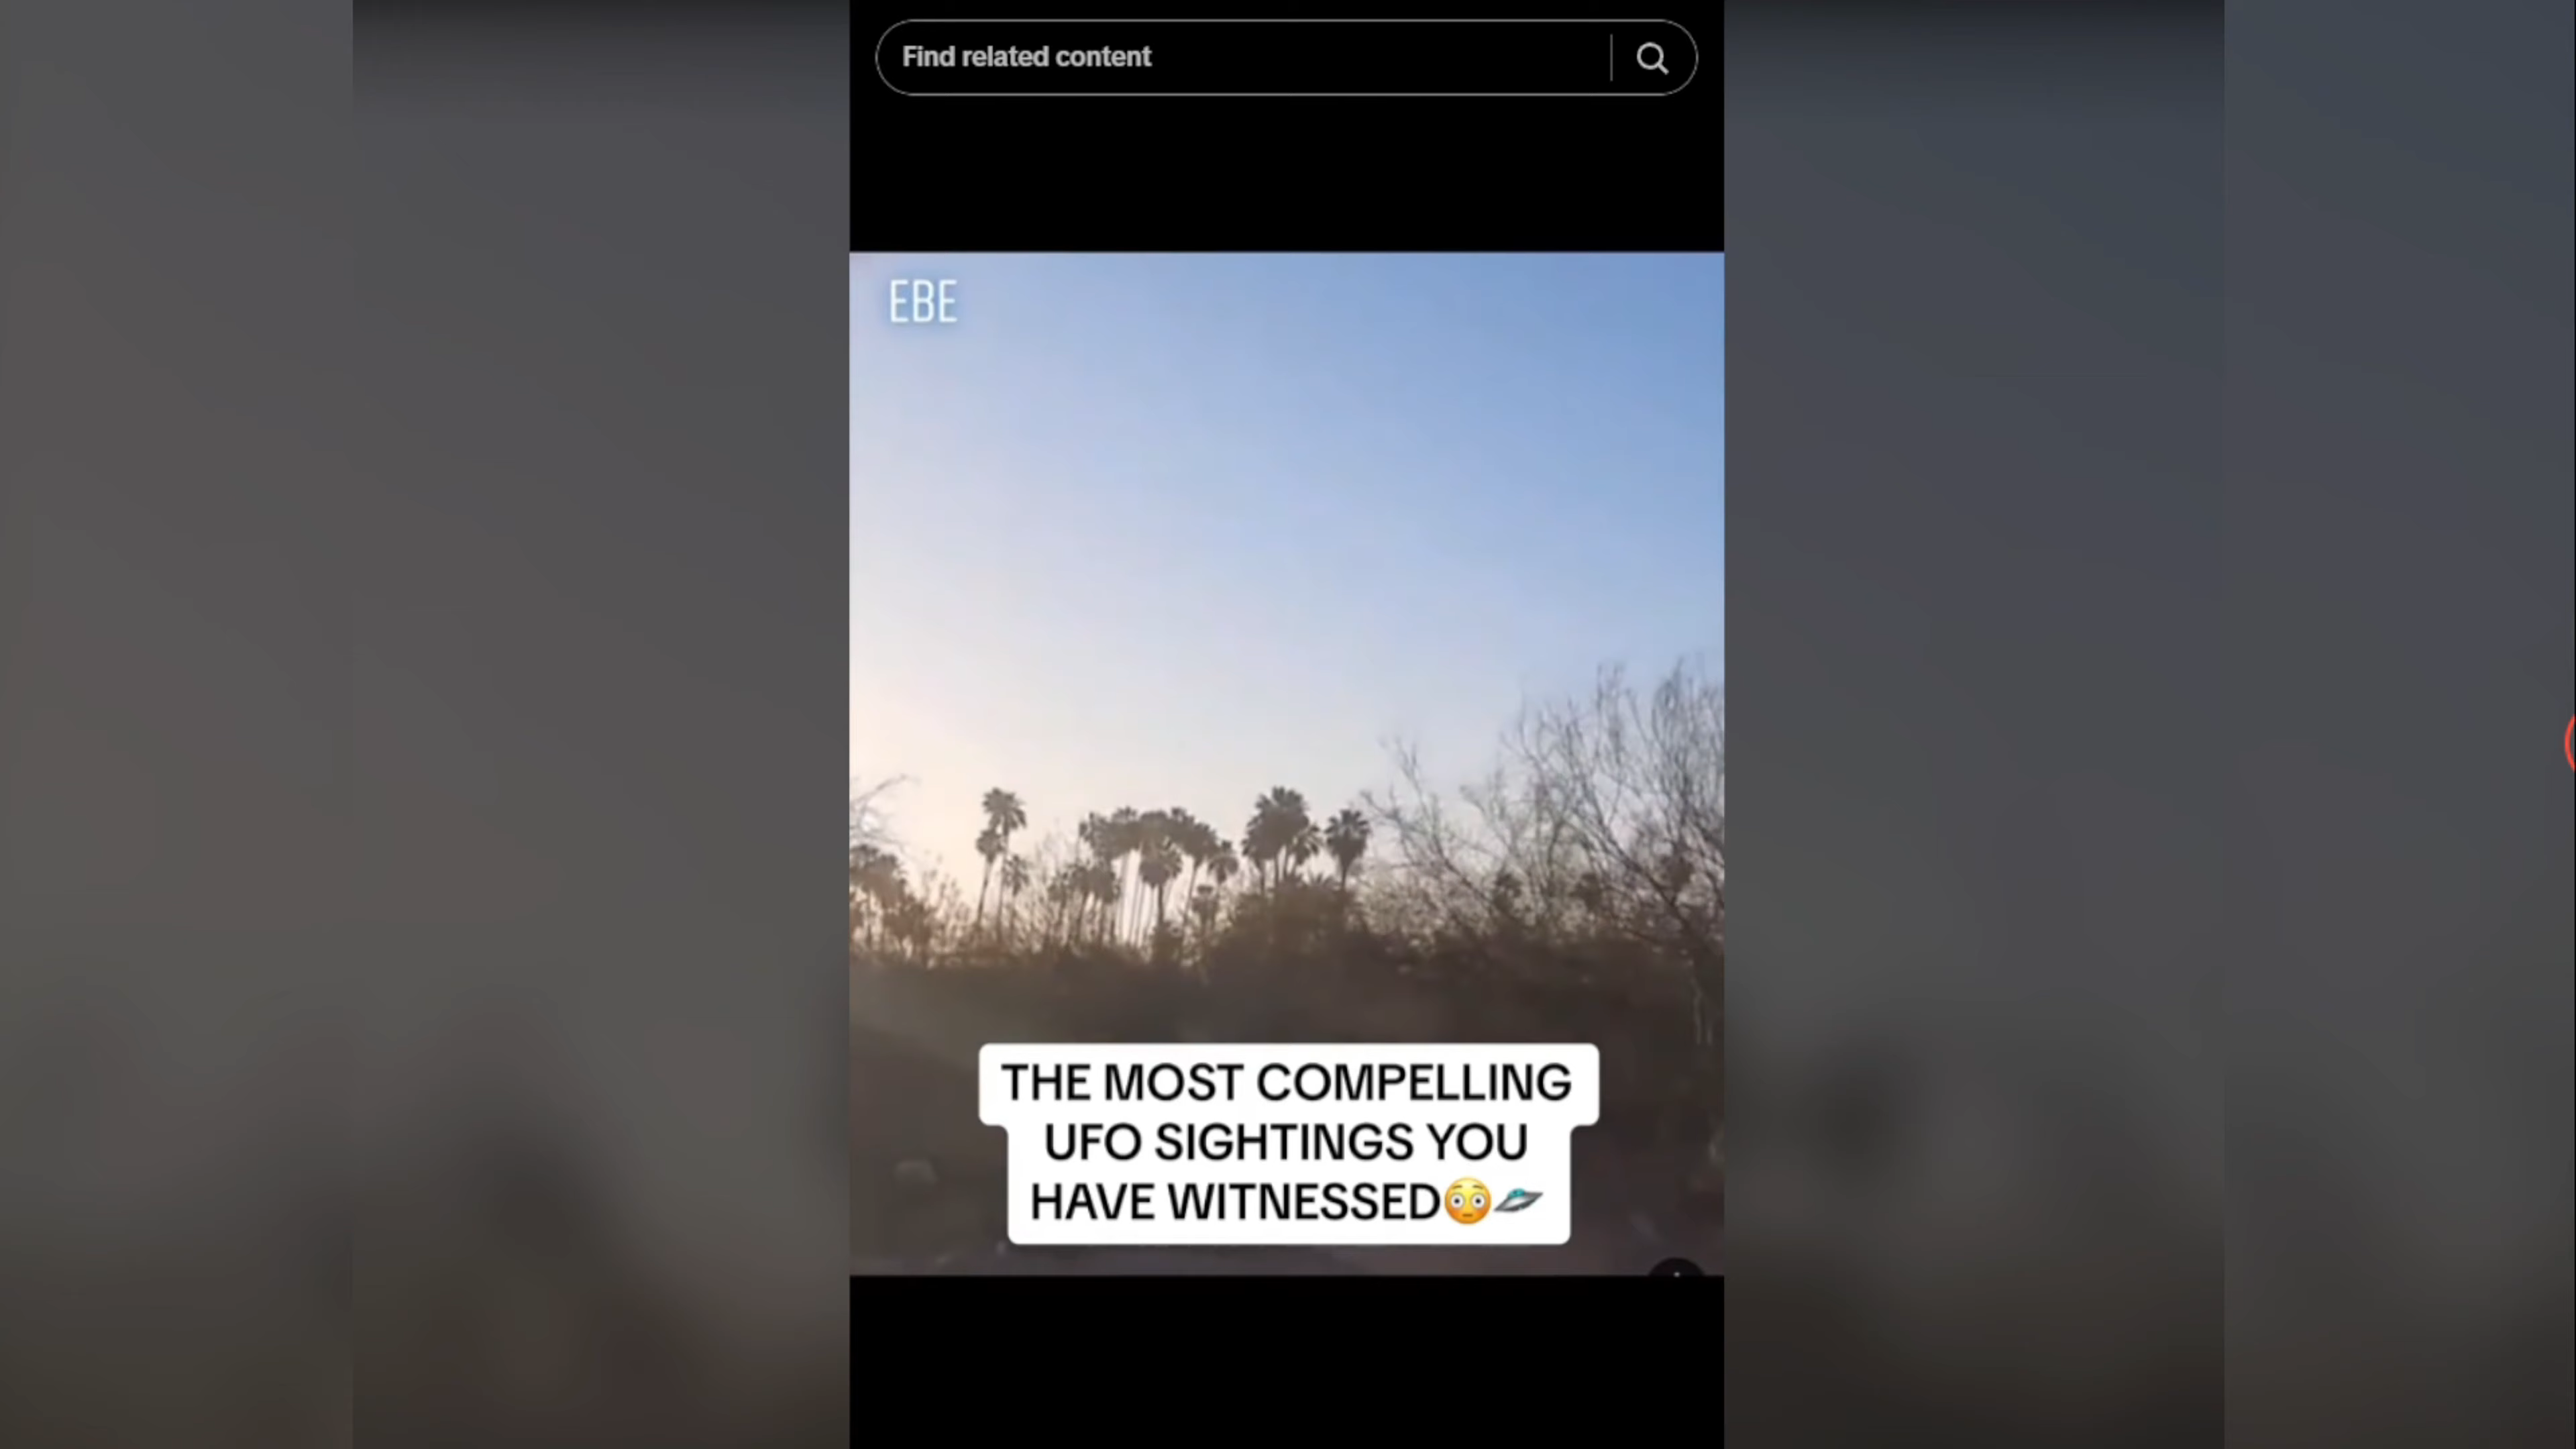 Find related content
EBE
THE MOST COMPELLING
UFO SIGHTINGS YOU
HAVE WITNESSED😳🛸